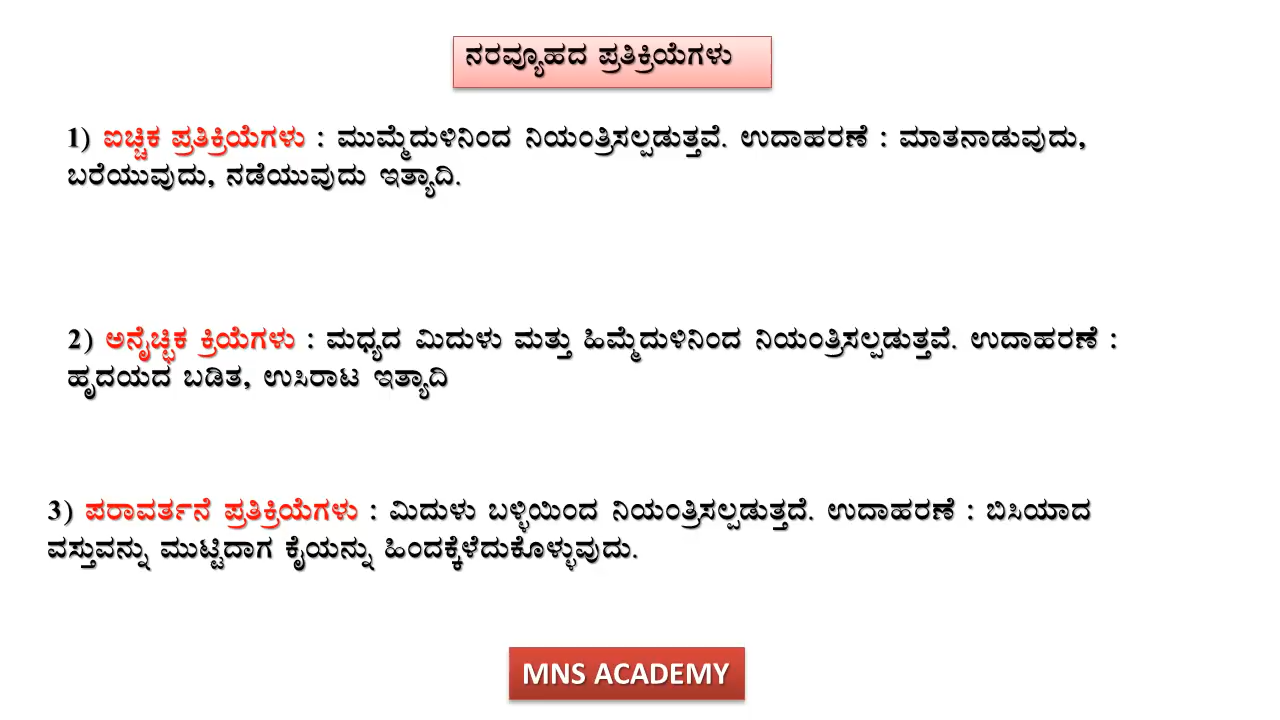 ನರವ್ಯೂಹದ ಪ್ರತಿಕ್ರಿಯೆಗಳು
1) ಐಚ್ಚಿಕ ಪ್ರತಿಕ್ರಿಯೆಗಳು : ಮುಮ್ಮೆದುಳಿನಿಂದ ನಿಯಂತ್ರಿಸಲ್ಪಡುತ್ತವೆ. ಉದಾಹರಣೆ : ಮಾತನಾಡುವುದು,
ಬರೆಯುವುದು, ನಡೆಯುವುದು ಇತ್ಯಾದಿ.
2) ಅನೈಚ್ಛಿಕ ಕ್ರಿಯೆಗಳು : ಮಧ್ಯದ ಮಿದುಳು ಮತ್ತು ಹಿಮ್ಮೆದುಳಿನಿಂದ ನಿಯಂತ್ರಿಸಲ್ಪಡುತ್ತವೆ. ಉದಾಹರಣೆ :
ಹೃದಯದ ಬಡಿತ, ಉಸಿರಾಟ ಇತ್ಯಾದಿ
3) ಪರಾವರ್ತನೆ ಪ್ರತಿಕ್ರಿಯೆಗಳು : ಮಿದುಳು ಬಳ್ಳಿಯಿಂದ ನಿಯಂತ್ರಿಸಲ್ಪಡುತ್ತದೆ. ಉದಾಹರಣೆ : ಬಿಸಿಯಾದ
ವಸ್ತುವನ್ನು ಮುಟ್ಟಿದಾಗ ಕೈಯನ್ನು ಹಿಂದಕ್ಕೆಳೆದುಕೊಳ್ಳುವುದು.
MNS ACADEMY